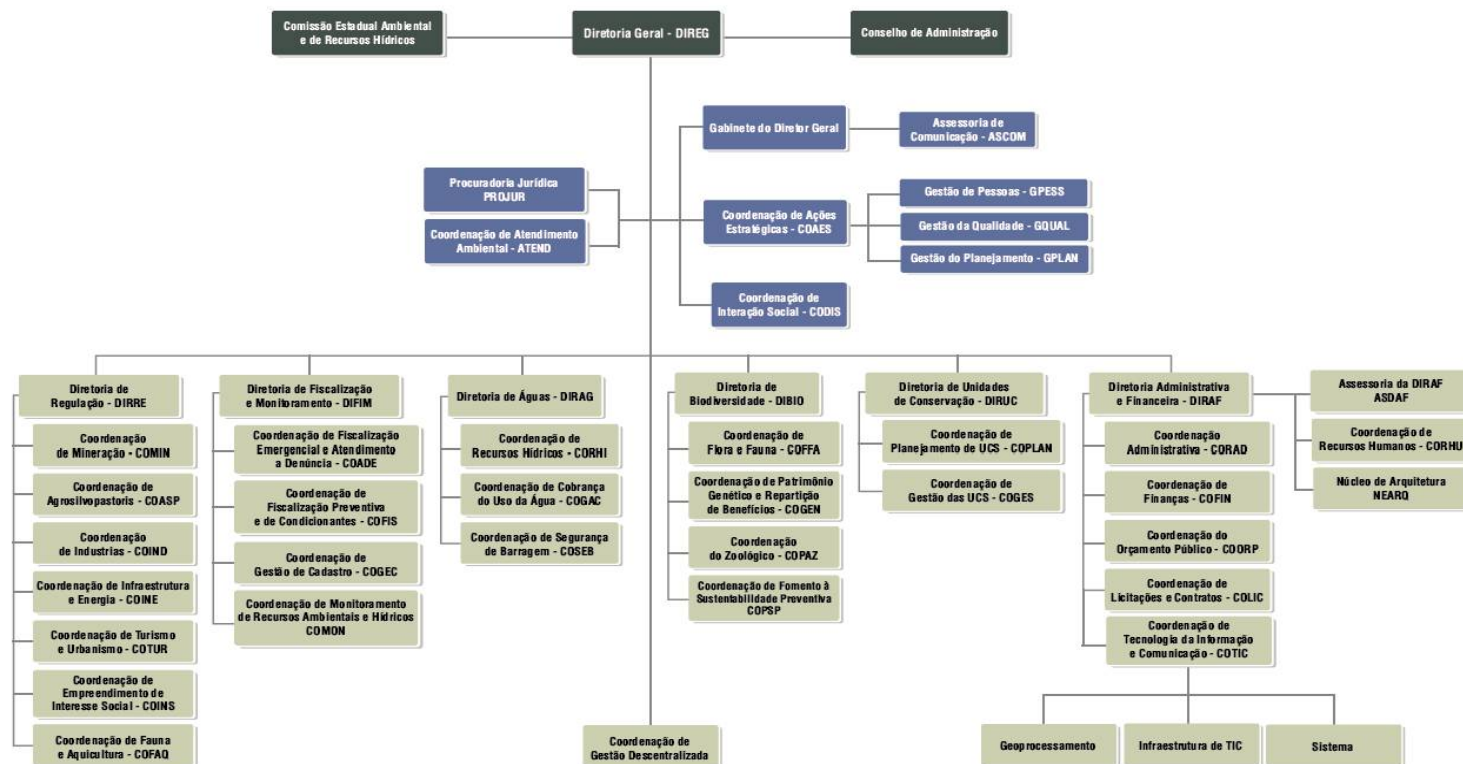 Comissão Estadual Ambiental
e de Recursos Hídricos
Diretoria Geral - DIREG
Conselho de Administração
Gabinete do Diretor Geral
Assessoria de
Comunicação - ASCOM
Procuradoria Jurídica
PROJUR
Coordenação de Atendimento
Ambiental - ATEND
Coordenação de Ações
Estratégicas - COAES
Gestão de Pessoas - GPESS
Gestão da Qualidade - GQUAL
Gestão do Planejamento - GPLAN
Coordenação de
Interação Social - CODIS
Diretoria de
Regulação - DIRRE
Coordenação
de Mineração - COMIN
Coordenação de
Agrosilvopastoris - COASP
Coordenação
de Industrias - COIND
Coordenação de Infraestrutura
e Energia - COINE
Coordenação de Turismo
e Urbanismo - COTUR
Coordenação de
Empreendimento de
Interesse Social - COINS
Coordenação de Fauna
e Aquicultura - COFAQ
Diretoria de Fiscalização
e Monitoramento - DIFIM
Coordenação de Fiscalização
Emergencial e Atendimento
a Denúncia - COADE
Coordenação de
Fiscalização Preventiva
e de Condicionantes - COFIS
Coordenação de
Gestão de Cadastro - COGEC
Coordenação de Monitoramento
de Recursos Ambientais e Hídricos
COMON
Diretoria de Águas - DIRAG
Coordenação de
Recursos Hídricos - CORHI
Coordenação de Cobrança
do Uso da Água - COGAC
Coordenação de Segurança
de Barragem - COSEB
Diretoria de
Biodiversidade - DIBIO
Coordenação de
Flora e Fauna - COFFA
Coordenação de Patrimônio
Genético e Repartição
de Benefícios - COGEN
Coordenação
do Zoológico - COPAZ
Coordenação de Fomento à
Sustentabilidade Preventiva
COPSP
Diretoria de Unidades
de Conservação - DIRUC
Coordenação de
Planejamento de UCS - COPLAN
Coordenação de
Gestão das UCS - COGES
Diretoria Administrativa
e Financeira - DIRAF
Coordenação
Administrativa - CORAD
Coordenação de
Finanças - COFIN
Coordenação do
Orçamento Público - COORP
Coordenação de
Licitações e Contratos - COLIC
Coordenação de
Tecnologia da Informação
e Comunicação - COTIC
Assessoria da DIRAF
ASDAF
Coordenação de
Recursos Humanos - CORHU
Núcleo de Arquitetura
NEARQ
Coordenação de
Gestão Descentralizada
Geoprocessamento
Infraestrutura de TIC
Sistema